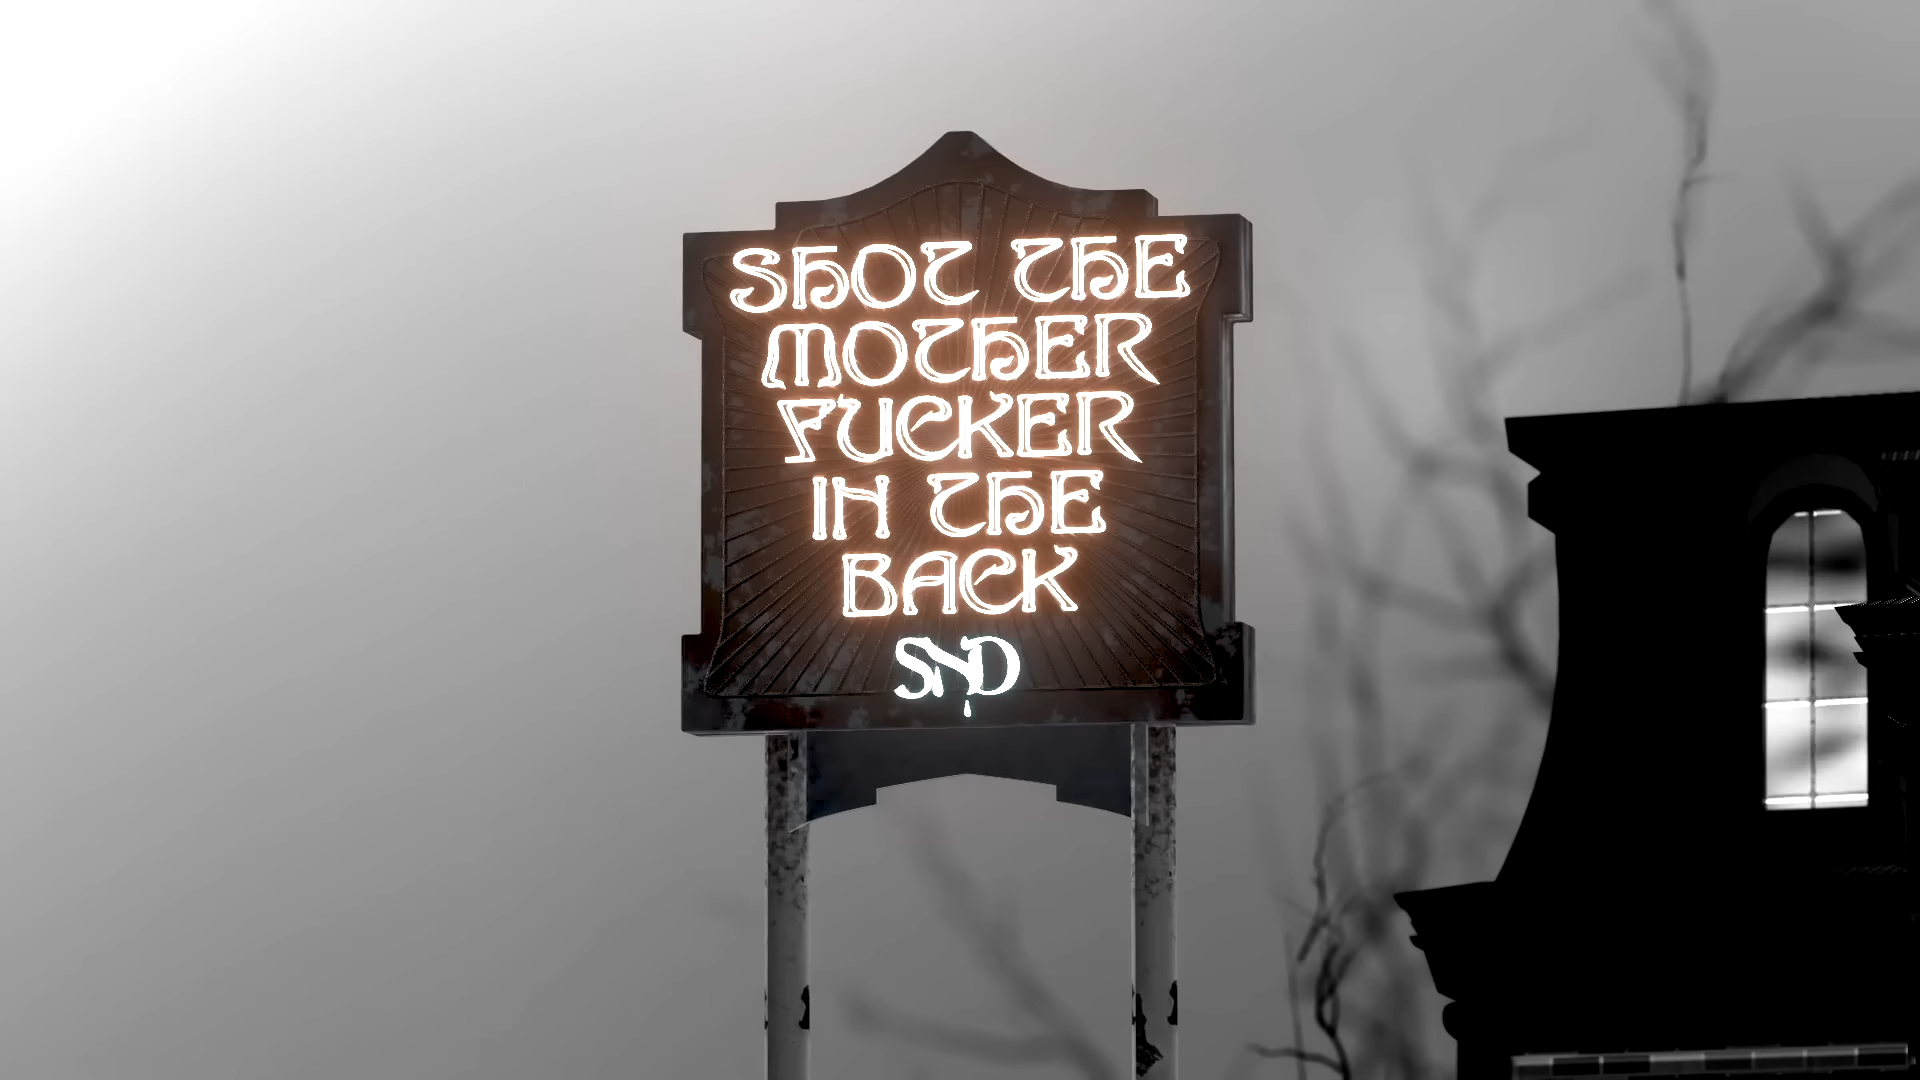 SHOT THE
MOTHER
FUCKER
IN THE
BACK
SND